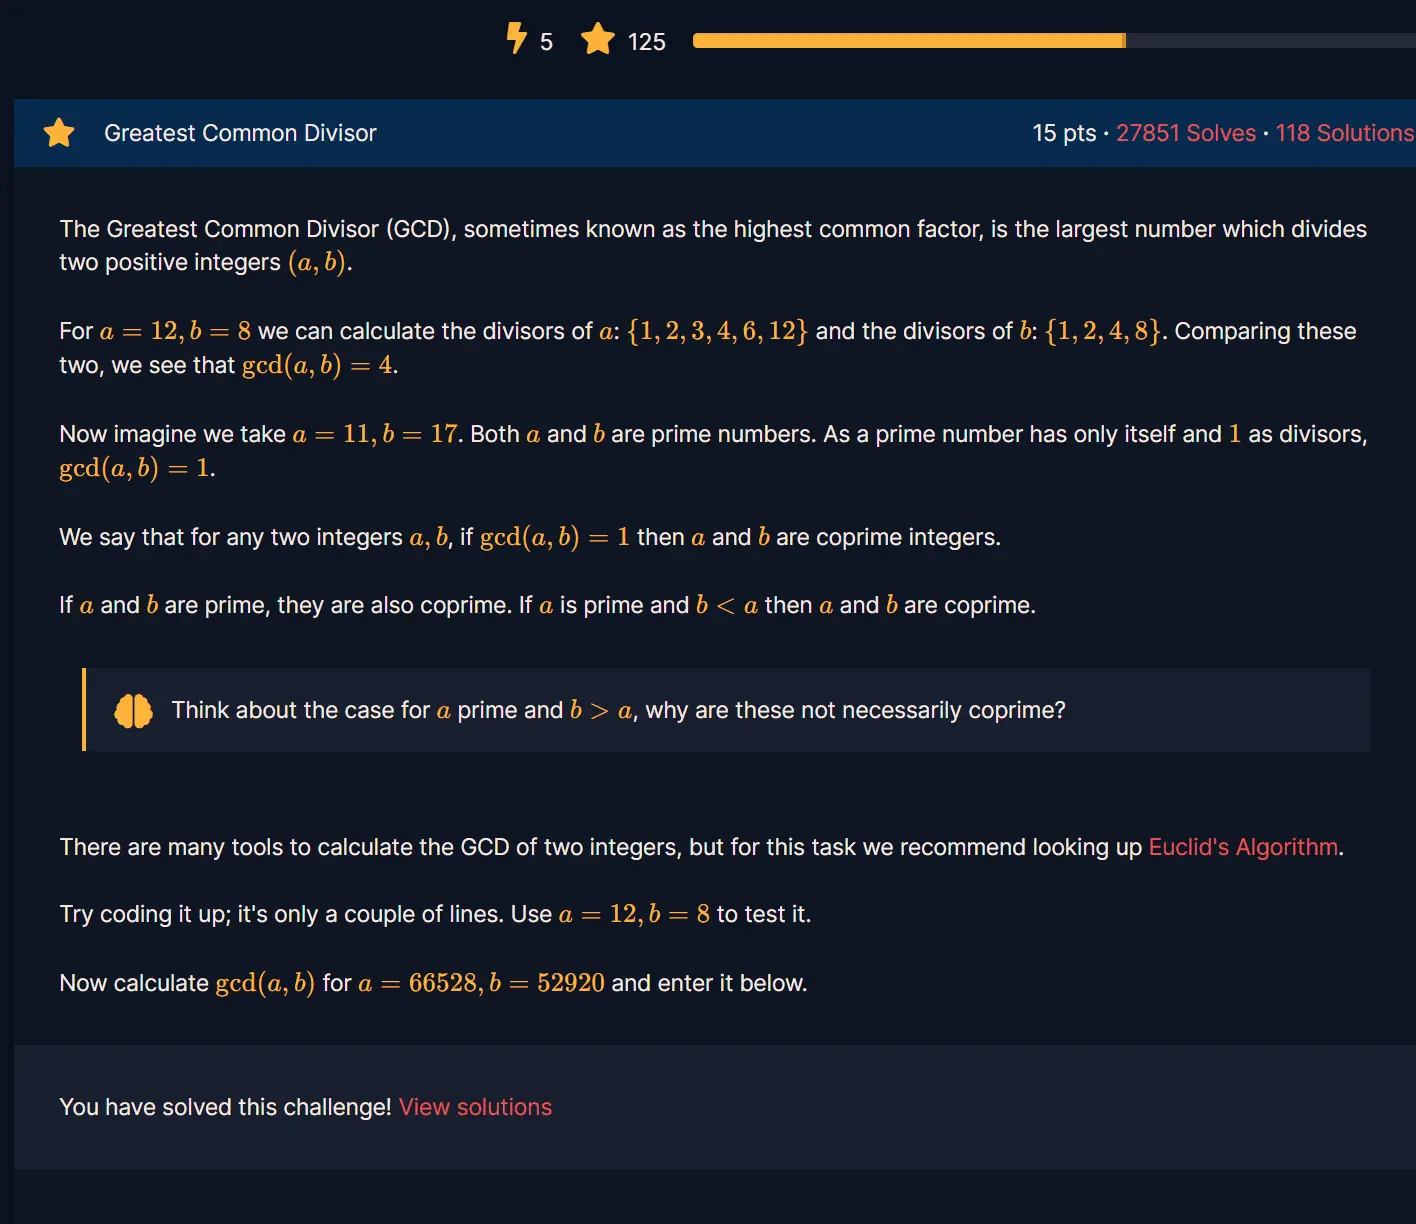 5 125
Greatest Common Divisor 15 pts · 27851 Solves · 118 Solutions
The Greatest Common Divisor (GCD), sometimes known as the highest common factor, is the largest number which divides
two positive integers (a, b).
For a = 12, b = 8 we can calculate the divisors of a: {1, 2, 3, 4, 6, 12} and the divisors of b: {1, 2, 4, 8}. Comparing these
two, we see that gcd(a, b) = 4.
Now imagine we take a = 11, b = 17. Both a and b are prime numbers. As a prime number has only itself and 1 as divisors,
gcd(a, b) = 1.
We say that for any two integers a, b, if gcd(a, b) = 1 then a and b are coprime integers.
If a and b are prime, they are also coprime. If a is prime and b < a then a and b are coprime.
Think about the case for a prime and b > a, why are these not necessarily coprime?
There are many tools to calculate the GCD of two integers, but for this task we recommend looking up Euclid's Algorithm.
Try coding it up; it's only a couple of lines. Use a = 12, b = 8 to test it.
Now calculate gcd(a, b) for a = 66528, b = 52920 and enter it below.
You have solved this challenge! View solutions